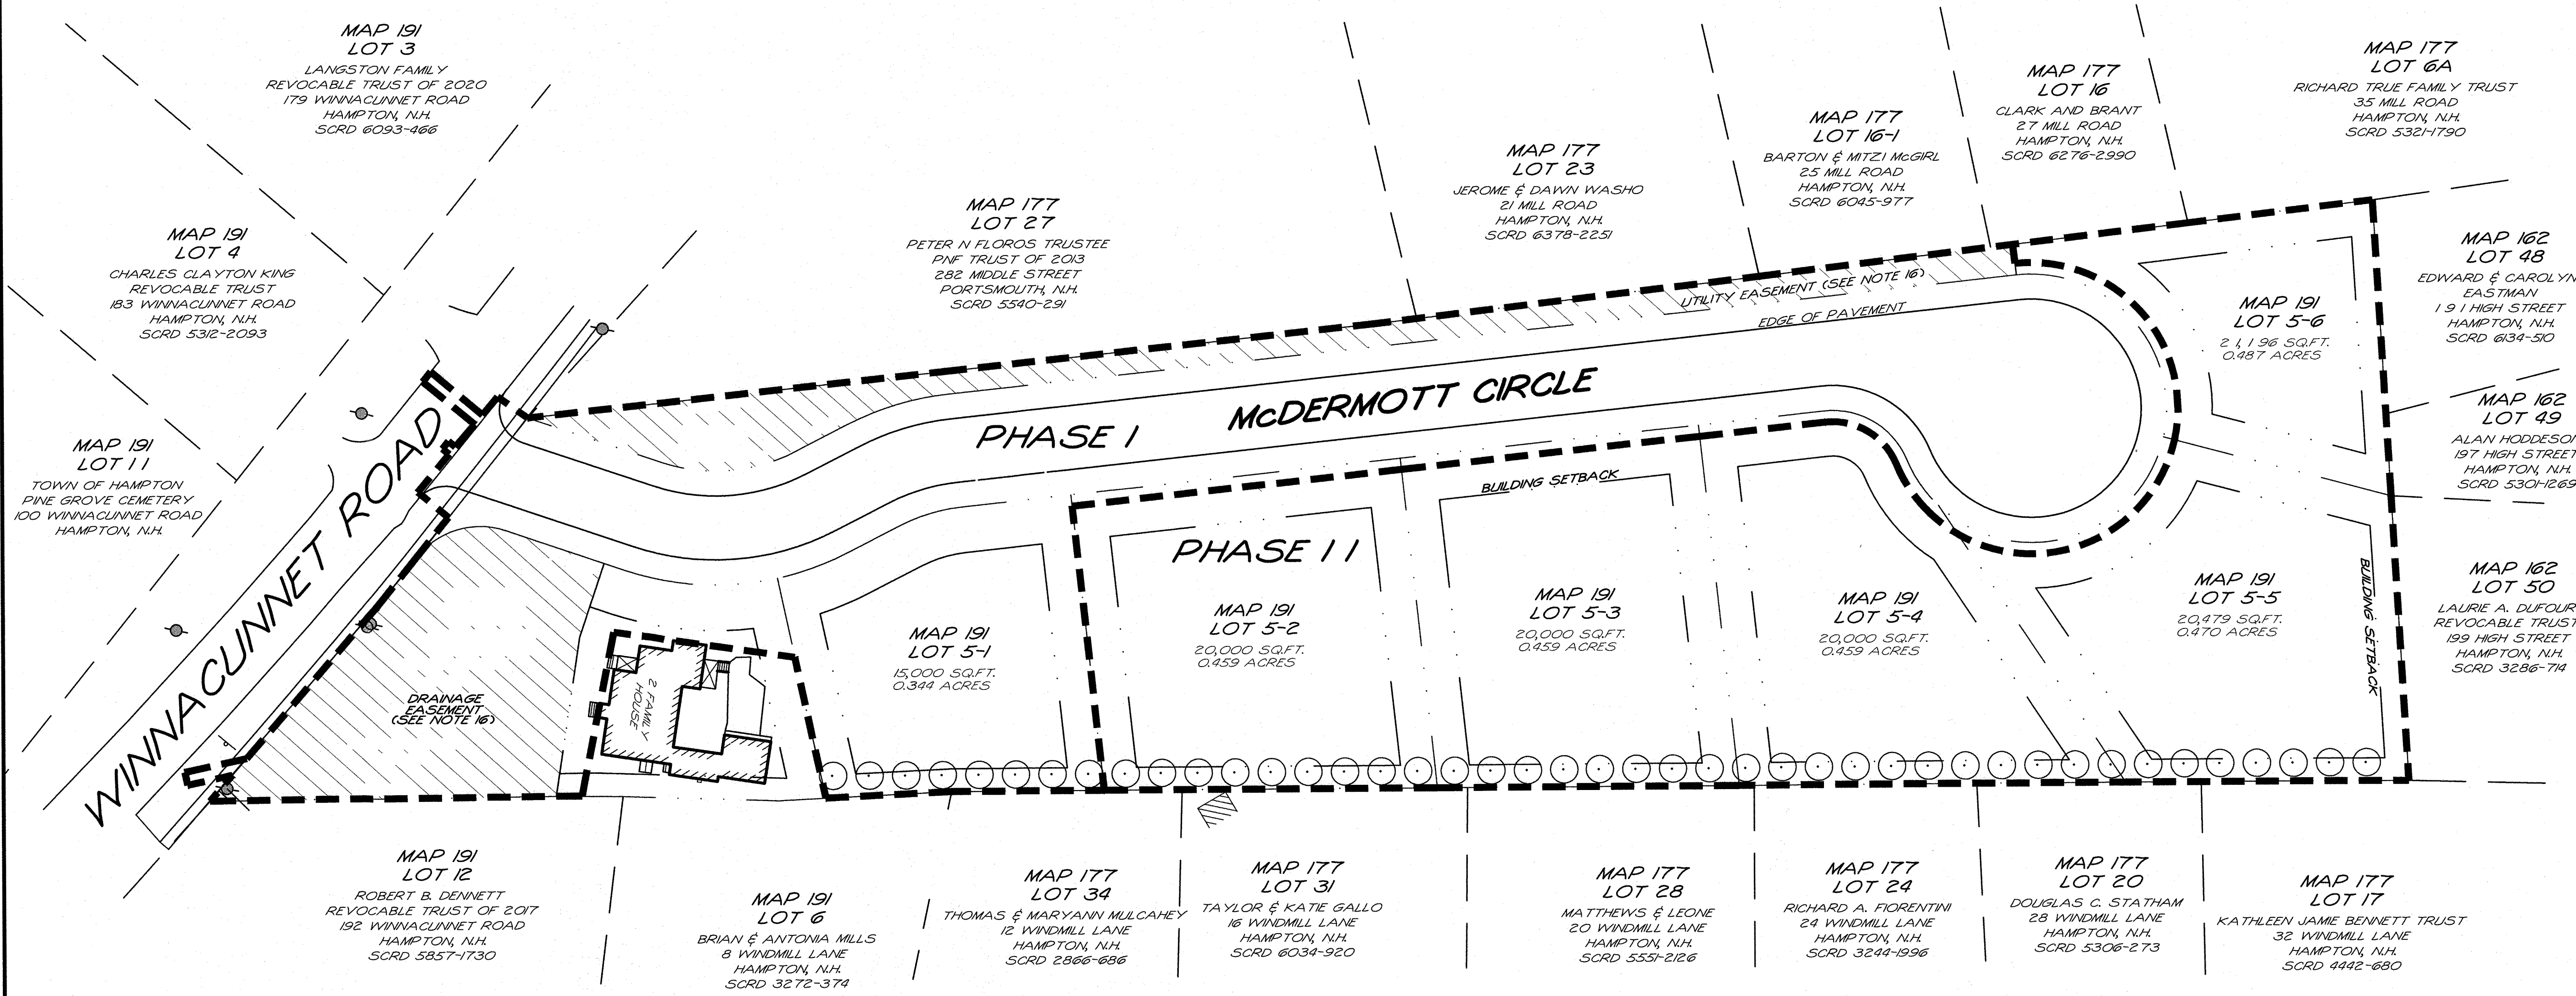 MAP 191
LOT 3
LANGSTON FAMILY
REVOCABLE TRUST OF 2020
179 WINNACUNNET ROAD
HAMPTON, N.H.
SCRD 6093-466
MAP 191
LOT 4
CHARLES CLAYTON KING
REVOCABLE TRUST
183 WINNACUNNET ROAD
HAMPTON, N.H.
SCRD 5312-2093
MAP 191
LOT 11
TOWN OF HAMPTON
PINE GROVE CEMETERY
100 WINNACUNNET ROAD
HAMPTON, N.H.
MAP 177
LOT 27
PETER N FLOROS TRUSTEE
PNF TRUST OF 2013
282 MIDDLE STREET
PORTSMOUTH, N.H.
SCRD 5540-291
MAP 177
LOT 23
JEROME & DAWN WASHO
21 MILL ROAD
HAMPTON, N.H.
SCRD 6378-2251
MAP 177
LOT 16-1
BARTON & MITZI McGIRL
25 MILL ROAD
HAMPTON, N.H.
SCRD 6045-977
MAP 177
LOT 16
CLARK AND BRANT
27 MILL ROAD
HAMPTON, N.H.
SCRD 6276-2990
MAP 177
LOT 6A
RICHARD TRUE FAMILY TRUST
35 MILL ROAD
HAMPTON, N.H.
SCRD 5321-1790
MAP 162
LOT 48
EDWARD & CAROLYN
EASTMAN
191 HIGH STREET
HAMPTON, N.H.
SCRD 6134-510
MAP 162
LOT 49
ALAN HODDESON
197 HIGH STREET
HAMPTON, N.H.
SCRD 5301-1269
MAP 162
LOT 50
LAURIE A. DUFOUR
REVOCABLE TRUST
199 HIGH STREET
HAMPTON, N.H.
SCRD 3286-714
UTILITY EASEMENT (SEE NOTE 16)
EDGE OF PAVEMENT
McDERMOTT CIRCLE
PHASE I
WINNACUNNET ROAD
BUILDING SETBACK
PHASE II
MAP 191
LOT 5-6
21,196 SQ.FT.
0.487 ACRES
MAP 191
LOT 5-1
15,000 SQ.FT.
0.344 ACRES
MAP 191
LOT 5-2
20,000 SQ.FT.
0.459 ACRES
MAP 191
LOT 5-3
20,000 SQ.FT.
0.459 ACRES
MAP 191
LOT 5-4
20,000 SQ.FT.
0.459 ACRES
MAP 191
LOT 5-5
20,479 SQ.FT.
0.470 ACRES
BUILDING SETBACK
DRAINAGE
EASEMENT
(SEE NOTE 16)
2 FAMILY
HOUSE
MAP 191
LOT 12
ROBERT B. DENNETT
REVOCABLE TRUST OF 2017
192 WINNACUNNET ROAD
HAMPTON, N.H.
SCRD 5857-1730
MAP 191
LOT 6
BRIAN & ANTONIA MILLS
8 WINDMILL LANE
HAMPTON, N.H.
SCRD 3272-374
MAP 177
LOT 34
THOMAS & MARYANN MULCAHEY
12 WINDMILL LANE
HAMPTON, N.H.
SCRD 2866-686
MAP 177
LOT 31
TAYLOR & KATIE GALLO
16 WINDMILL LANE
HAMPTON, N.H.
SCRD 6034-920
MAP 177
LOT 28
MATTHEWS & LEONE
20 WINDMILL LANE
HAMPTON, N.H.
SCRD 5551-2126
MAP 177
LOT 24
RICHARD A. FIORENTINI
24 WINDMILL LANE
HAMPTON, N.H.
SCRD 3244-1996
MAP 177
LOT 20
DOUGLAS C. STATHAM
28 WINDMILL LANE
HAMPTON, N.H.
SCRD 5306-273
MAP 177
LOT 17
KATHLEEN JAMIE BENNETT TRUST
32 WINDMILL LANE
HAMPTON, N.H.
SCRD 4442-680